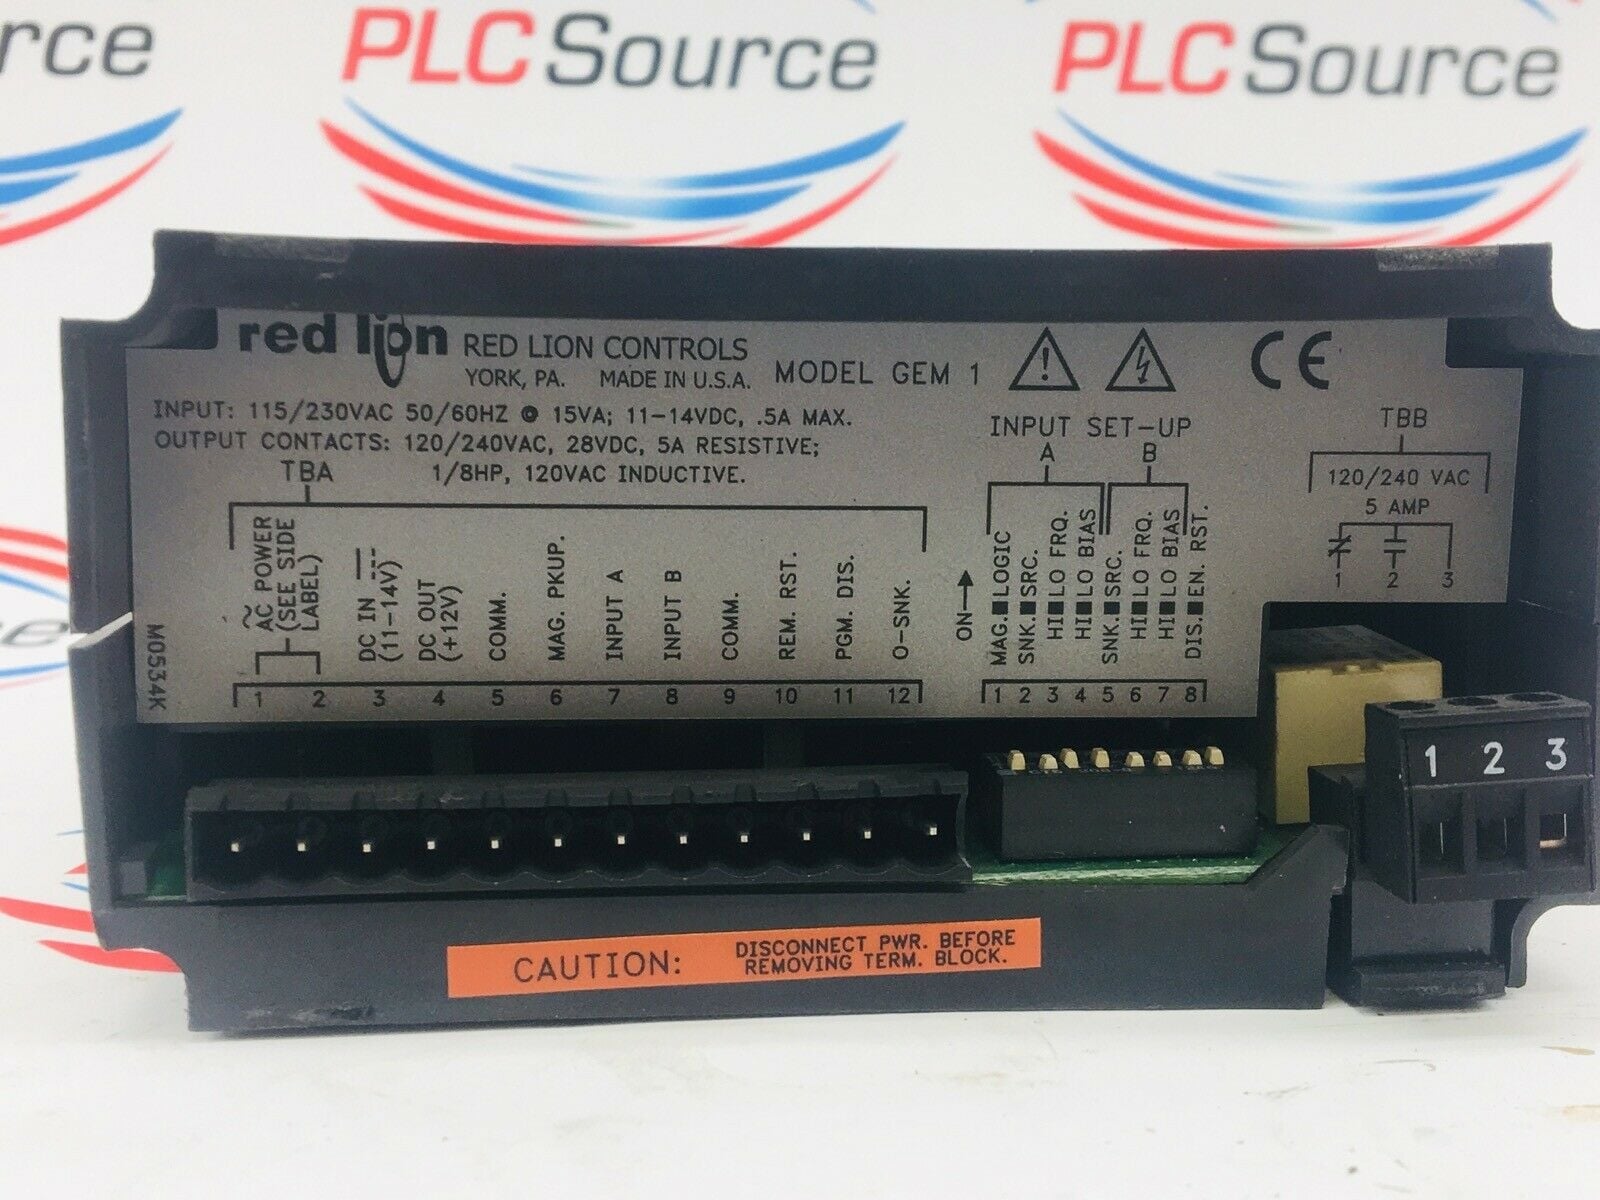 urce
PLC Source
PLC Source
Source
S
red lion RED LION CONTROLS
YORK, PA. MADE IN U.S.A. MODEL GEM 1
CE
INPUT: 115/230VAC 50/60HZ @ 15VA; 11-14VDC, .5A MAX.
OUTPUT CONTACTS: 120/240VAC, 28VDC, 5A RESISTIVE;
1/8HP, 120VAC INDUCTIVE.
TBA
~ AC POWER
(SEE SIDE
LABEL)
DC IN
(11-14V)
DC OUT
(+12V)
COMM.
MAG. PKUP.
INPUT A
INPUT B
COMM.
REM. RST.
PGM. DIS.
O-SNK.
1 2 3 4 5 6 7 8 9 10 11 12
M0534K
INPUT SET-UP
A B
ON→
MAG.■LOGIC
SNK.■SRC.
HI■LO FRQ.
HI■LO BIAS
SNK.■SRC.
HI■LO FRQ.
HI■LO BIAS
DIS.■EN. RST.
1 2 3 4 5 6 7 8
TBB
120/240 VAC
5 AMP
1 2 3
1 2 3
CAUTION: DISCONNECT PWR. BEFORE
REMOVING TERM. BLOCK.